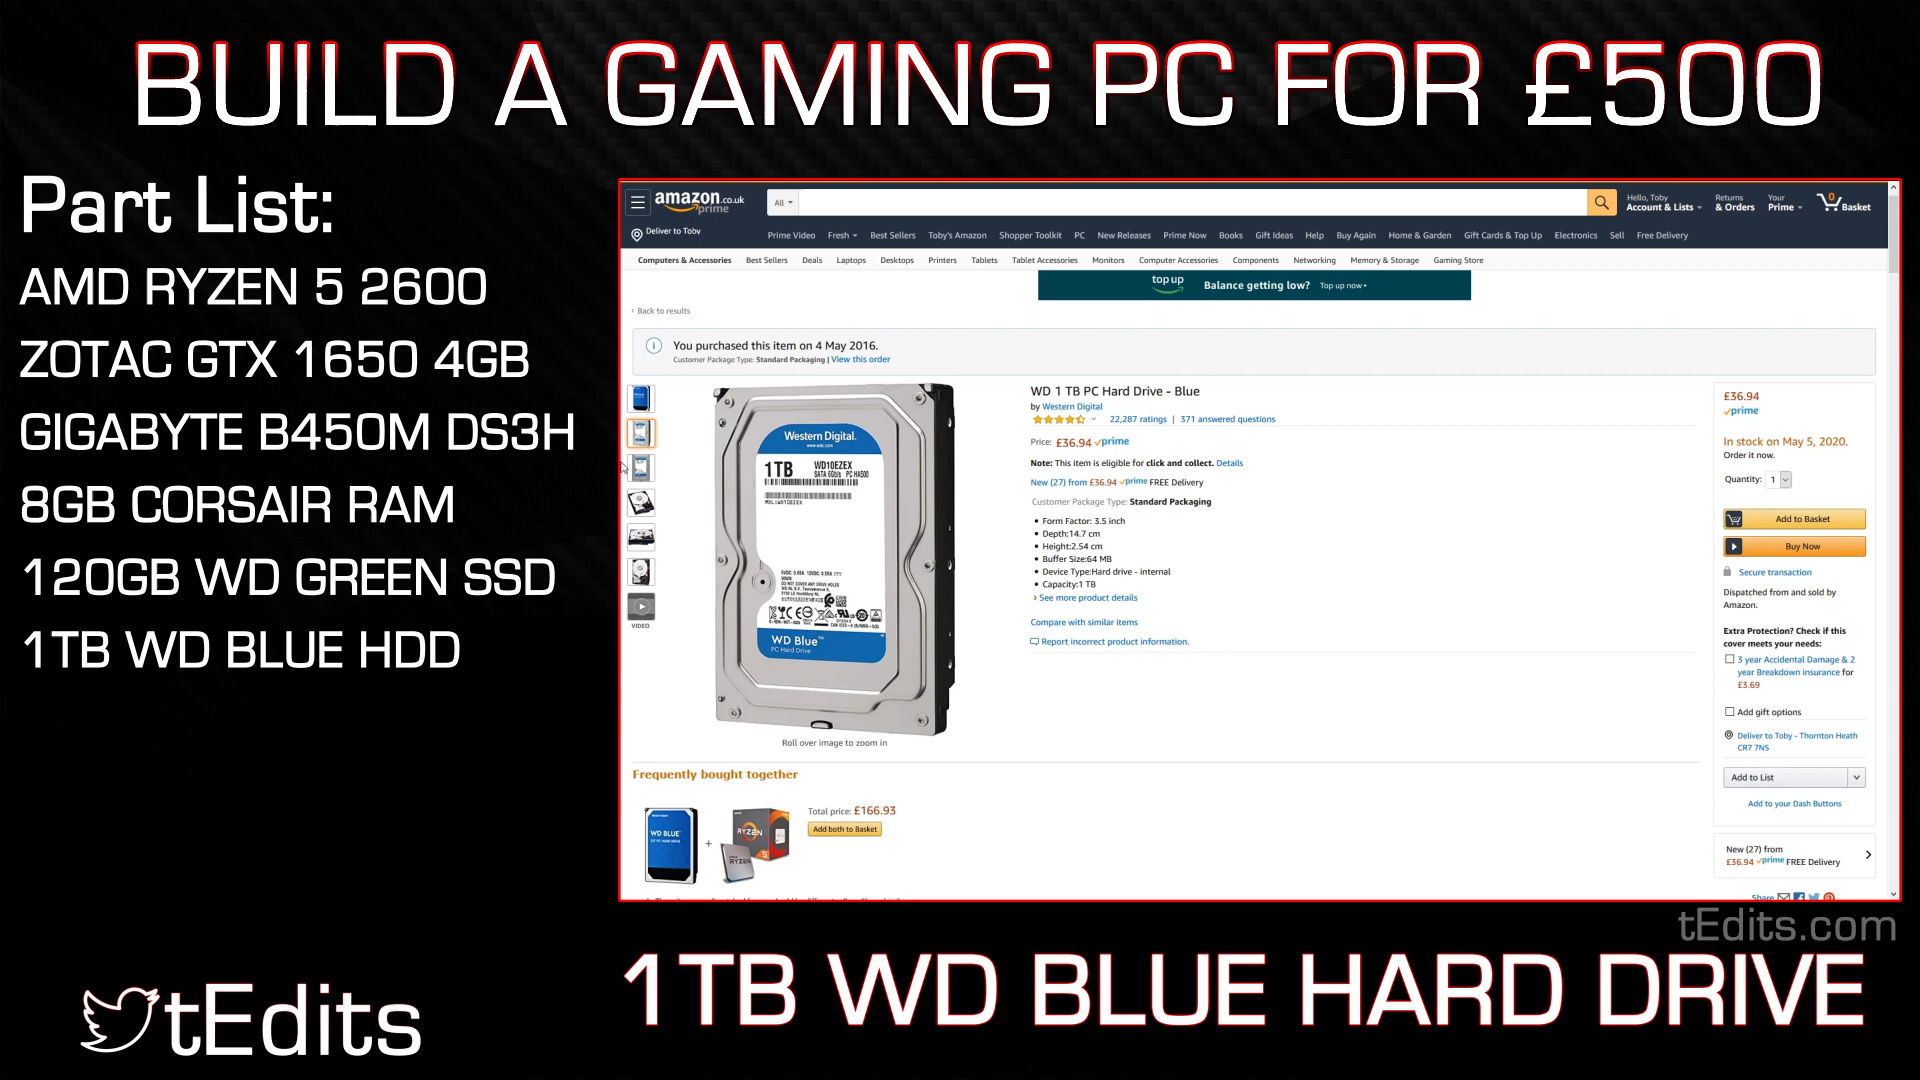 BUILD A GAMING PC FOR £500
Part List:
AMD RYZEN 5 2600
ZOTAC GTX 1650 4GB
GIGABYTE B450M DS3H
8GB CORSAIR RAM
120GB WD GREEN SSD
1TB WD BLUE HDD
tEdits
amazon.co.uk
prime
All
Hello, Toby
Account & Lists
Returns
& Orders
Your
Prime
0
Basket
Deliver to Toby
Prime Video Fresh Best Sellers Toby's Amazon Shopper Toolkit PC New Releases Prime Now Books Gift Ideas Help Buy Again Home & Garden Gift Cards & Top Up Electronics Sell Free Delivery
Computers & Accessories Best Sellers Deals Laptops Desktops Printers Tablets Tablet Accessories Monitors Computer Accessories Components Networking Memory & Storage Gaming Store
top up Balance getting low? Top up now ▸
‹ Back to results
You purchased this item on 4 May 2016.
Customer Package Type: Standard Packaging | View this order
VIDEO
Western Digital.
www.wdc.com
1TB WD10EZEX
SATA 6Gb/s PC HA500
MDL: WD10EZEX
WD Blue™
PC Hard Drive
Roll over image to zoom in
WD 1 TB PC Hard Drive - Blue
by Western Digital
22,287 ratings | 371 answered questions
Price: £36.94 prime
Note: This item is eligible for click and collect. Details
New (27) from £36.94 prime FREE Delivery
Customer Package Type: Standard Packaging
• Form Factor: 3.5 inch
• Depth:14.7 cm
• Height:2.54 cm
• Buffer Size:64 MB
• Device Type:Hard drive - internal
• Capacity:1 TB
› See more product details
Compare with similar items
Report incorrect product information.
£36.94
prime
In stock on May 5, 2020.
Order it now.
Quantity: 1
Add to Basket
Buy Now
Secure transaction
Dispatched from and sold by
Amazon.
Extra Protection? Check if this
cover meets your needs:
3 year Accidental Damage & 2
year Breakdown insurance for
£3.69
Add gift options
Deliver to Toby - Thornton Heath
CR7 7NS
Add to List
Add to your Dash Buttons
New (27) from
£36.94 prime FREE Delivery
Share
Frequently bought together
WD BLUE
+
RYZEN
5
RYZEN
Total price: £166.93
Add both to Basket
tEdits.com
1TB WD BLUE HARD DRIVE